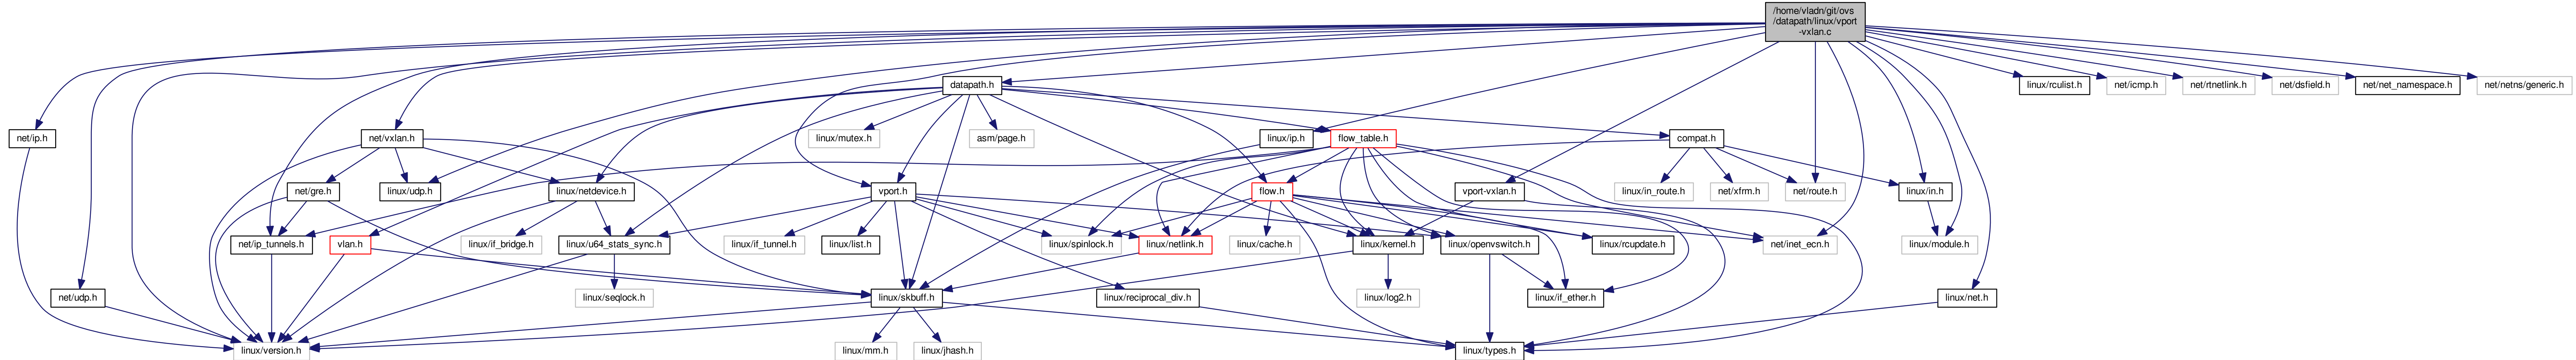 /home/vladn/git/ovs
/datapath/linux/vport
-vxlan.c
datapath.h
linux/rculist.h
net/icmp.h
net/rtnetlink.h
net/dsfield.h
net/net_namespace.h
net/netns/generic.h
net/ip.h
net/vxlan.h
linux/mutex.h
asm/page.h
linux/ip.h
flow_table.h
compat.h
net/gre.h
linux/udp.h
linux/netdevice.h
vport.h
flow.h
vport-vxlan.h
linux/in_route.h
net/xfrm.h
net/route.h
linux/in.h
net/ip_tunnels.h
vlan.h
linux/if_bridge.h
linux/u64_stats_sync.h
linux/if_tunnel.h
linux/list.h
linux/spinlock.h
linux/netlink.h
linux/cache.h
linux/kernel.h
linux/openvswitch.h
linux/rcupdate.h
net/inet_ecn.h
linux/module.h
net/udp.h
linux/seqlock.h
linux/skbuff.h
linux/reciprocal_div.h
linux/log2.h
linux/if_ether.h
linux/net.h
linux/version.h
linux/mm.h
linux/jhash.h
linux/types.h